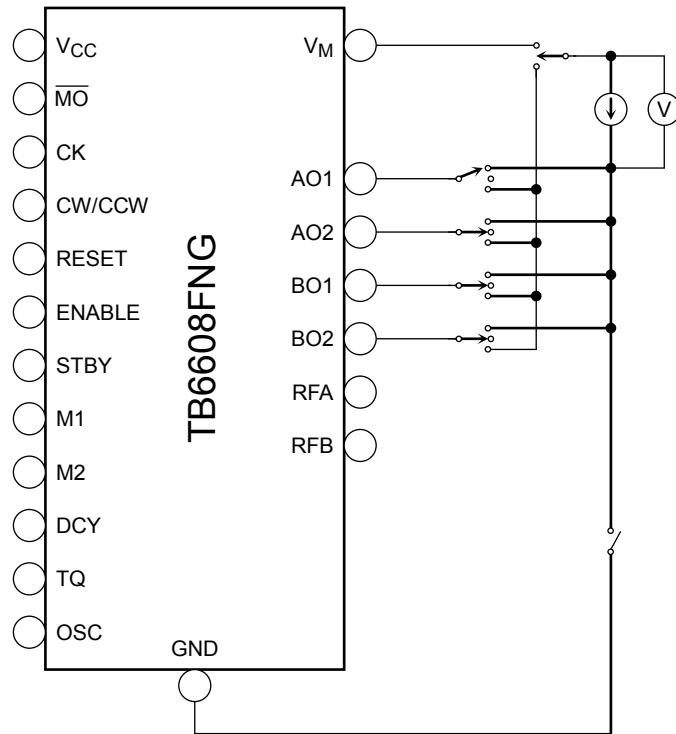 VCC
MO
CK
CW/CCW
RESET
ENABLE
STBY
M1
M2
DCY
TQ
OSC
TB6608FNG
GND
VM
AO1
AO2
BO1
BO2
RFA
RFB
V